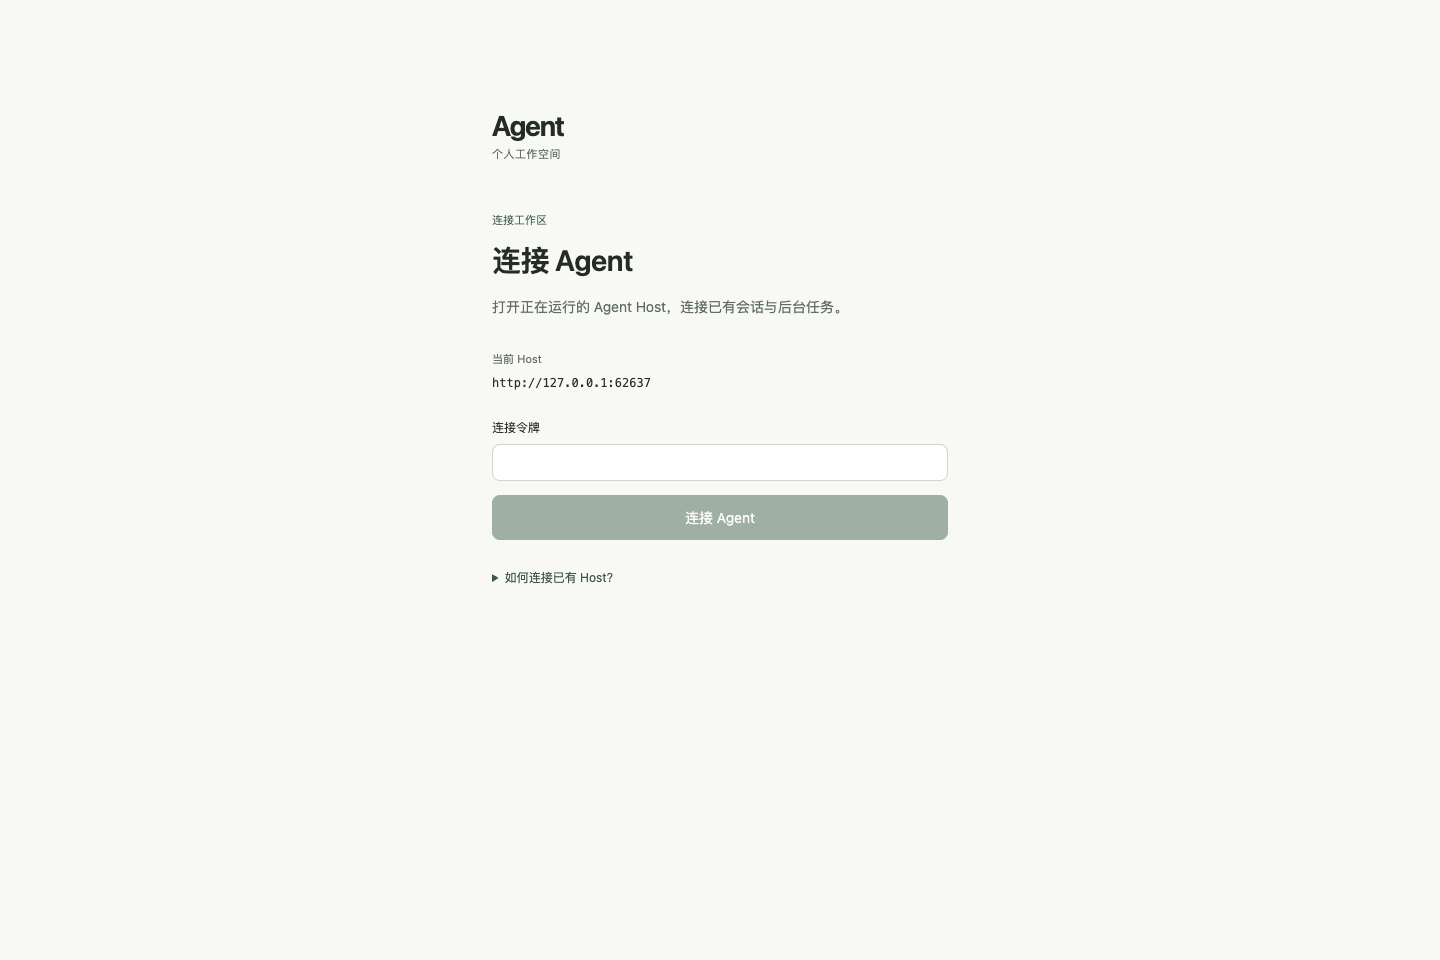 Agent
个人工作空间
连接工作区
连接 Agent
打开正在运行的 Agent Host，连接已有会话与后台任务。
当前 Host
http://127.0.0.1:62637
连接令牌
连接 Agent
如何连接已有 Host?